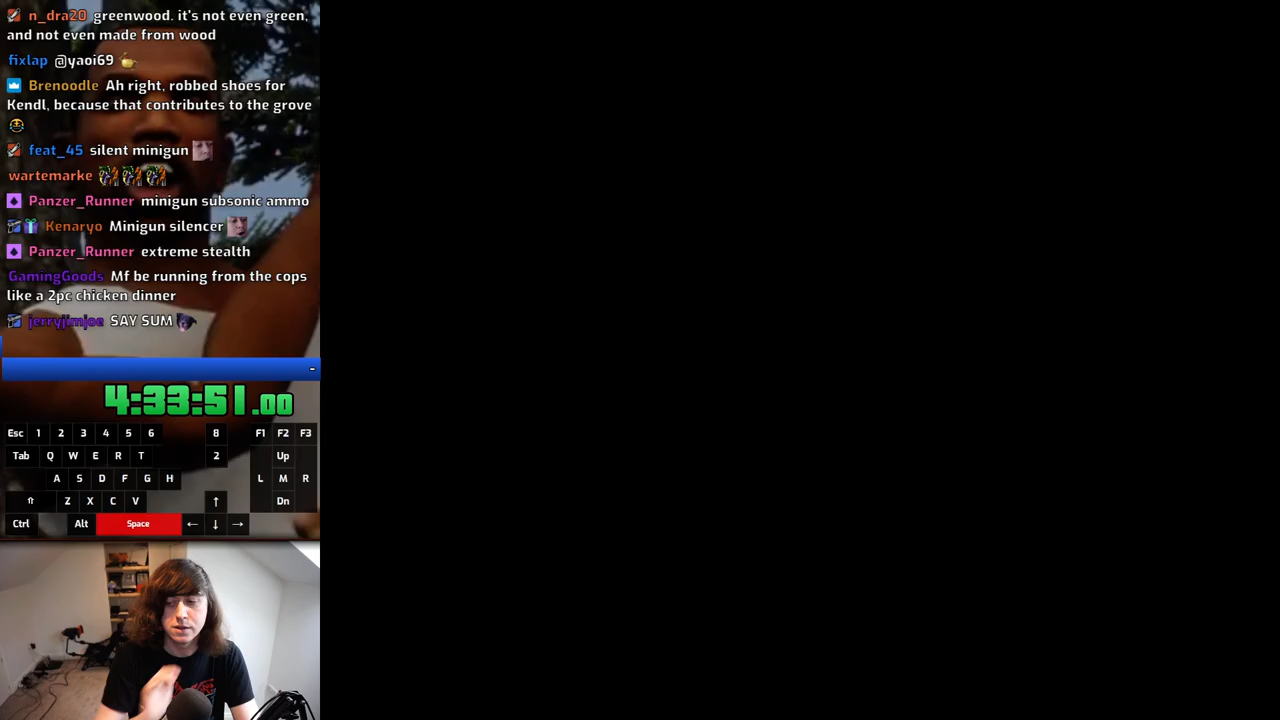 n_dra20 greenwood. it's not even green,
and not even made from wood
fixlap @yaoi69
Brenoodle Ah right, robbed shoes for
Kendl, because that contributes to the grove
feat_45 silent minigun
wartemarke
Panzer_Runner minigun subsonic ammo
Kenaryo Minigun silencer
Panzer_Runner extreme stealth
GamingGoods Mf be running from the cops
like a 2pc chicken dinner
jerryjimjoe SAY SUM
-
4:33:51.00
Esc 1 2 3 4 5 6 8 F1 F2 F3
Tab Q W E R T 2 Up
A S D F G H L M R
⇧ Z X C V ↑ Dn
Ctrl Alt Space ← ↓ →